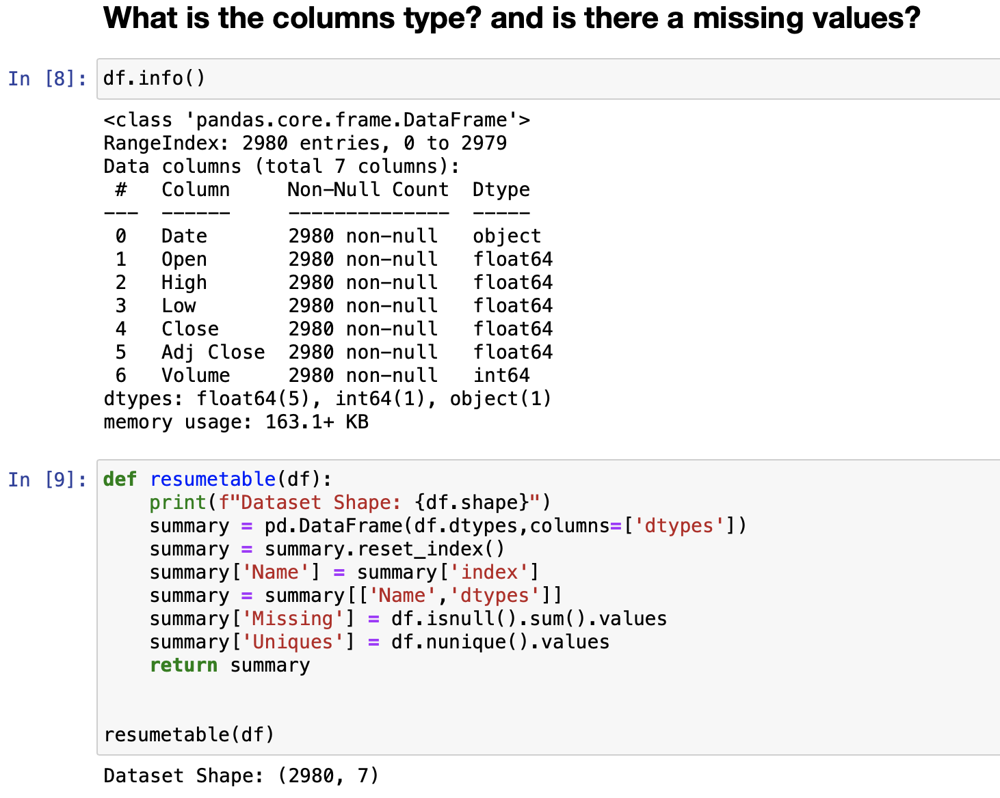 What is the columns type? and is there a missing values?
In [8]: df.info()
<class 'pandas.core.frame.DataFrame'>
RangeIndex: 2980 entries, 0 to 2979
Data columns (total 7 columns):
 #   Column     Non-Null Count  Dtype
---  ------     --------------  -----
 0   Date       2980 non-null   object
 1   Open       2980 non-null   float64
 2   High       2980 non-null   float64
 3   Low        2980 non-null   float64
 4   Close      2980 non-null   float64
 5   Adj Close  2980 non-null   float64
 6   Volume     2980 non-null   int64
dtypes: float64(5), int64(1), object(1)
memory usage: 163.1+ KB
In [9]: def resumetable(df):
    print(f"Dataset Shape: {df.shape}")
    summary = pd.DataFrame(df.dtypes,columns=['dtypes'])
    summary = summary.reset_index()
    summary['Name'] = summary['index']
    summary = summary[['Name','dtypes']]
    summary['Missing'] = df.isnull().sum().values
    summary['Uniques'] = df.nunique().values
    return summary
resumetable(df)
Dataset Shape: (2980, 7)